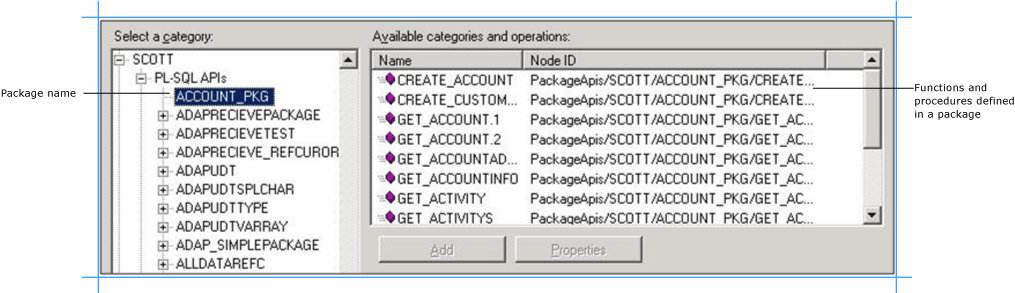 Select a category:
SCOTT
PL-SQL APIs
ACCOUNT_PKG
ADAPRECIEVEPACKAGE
ADAPRECIEVETEST
ADAPRECIEVE_REFCUROR
ADAPUDT
ADAPUDTSPLCHAR
ADAPUDTTYPE
ADAPUDTVARRAY
ADAP_SIMPLEPACKAGE
ALLDATAREFC
Package name
Available categories and operations:
Name Node ID
CREATE_ACCOUNT PackageApis/SCOTT/ACCOUNT_PKG/CREATE...
CREATE_CUSTOM... PackageApis/SCOTT/ACCOUNT_PKG/CREATE...
GET_ACCOUNT.1 PackageApis/SCOTT/ACCOUNT_PKG/GET_AC...
GET_ACCOUNT.2 PackageApis/SCOTT/ACCOUNT_PKG/GET_AC...
GET_ACCOUNTAD... PackageApis/SCOTT/ACCOUNT_PKG/GET_AC...
GET_ACCOUNTINFO PackageApis/SCOTT/ACCOUNT_PKG/GET_AC...
GET_ACTIVITY PackageApis/SCOTT/ACCOUNT_PKG/GET_AC...
GET_ACTIVITYS PackageApis/SCOTT/ACCOUNT_PKG/GET_AC...
Add Properties
Functions and
procedures defined
in a package